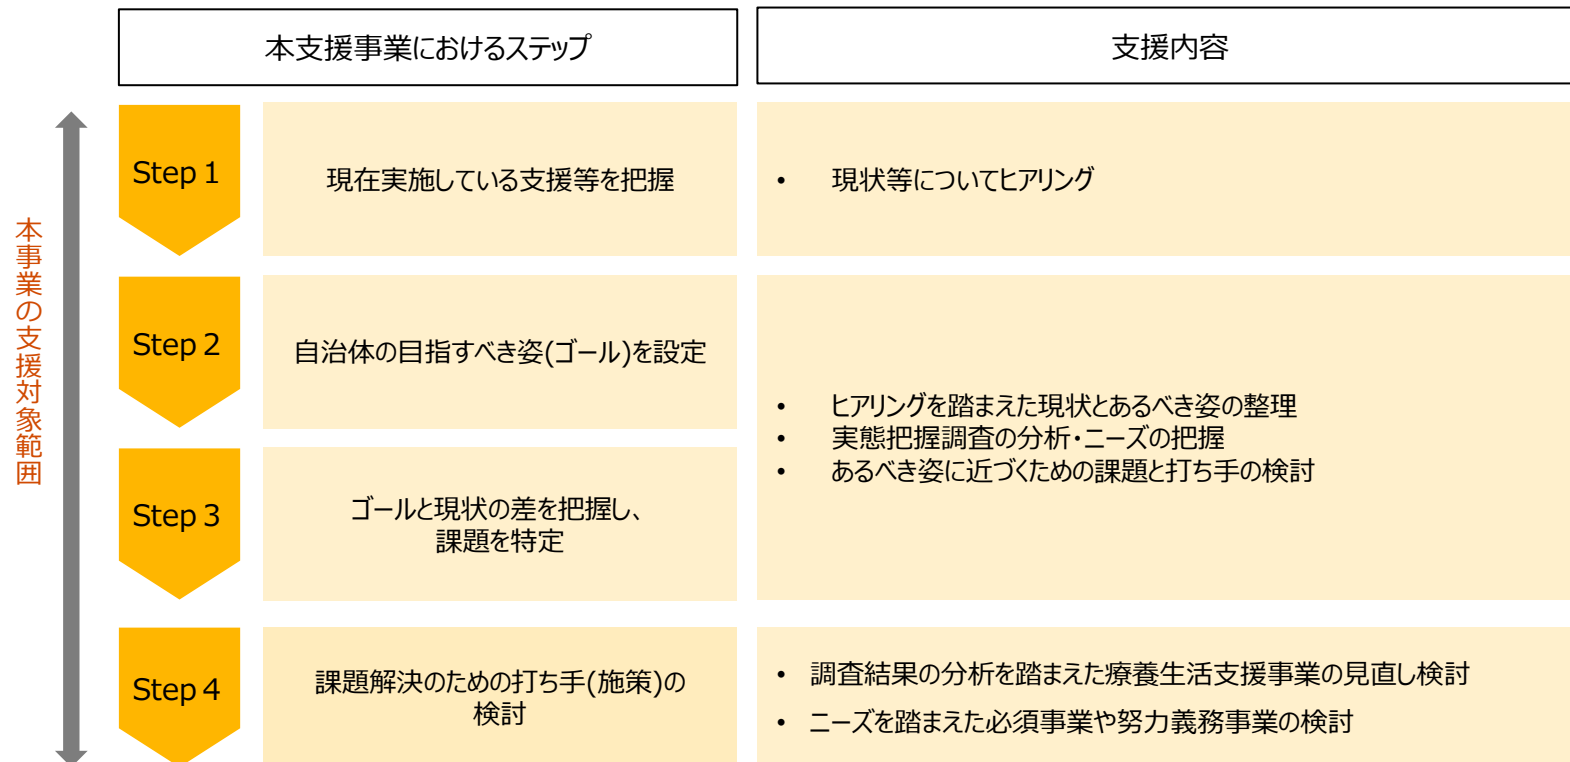 本支援事業におけるステップ
支援内容
本事業の支援対象範囲
Step 1
現在実施している支援等を把握
• 現状等についてヒアリング
Step 2
自治体の目指すべき姿(ゴール)を設定
• ヒアリングを踏まえた現状とあるべき姿の整理
• 実態把握調査の分析・ニーズの把握
• あるべき姿に近づくための課題と打ち手の検討
Step 3
ゴールと現状の差を把握し、
課題を特定
Step 4
課題解決のための打ち手(施策)の
検討
• 調査結果の分析を踏まえた療養生活支援事業の見直し検討
• ニーズを踏まえた必須事業や努力義務事業の検討